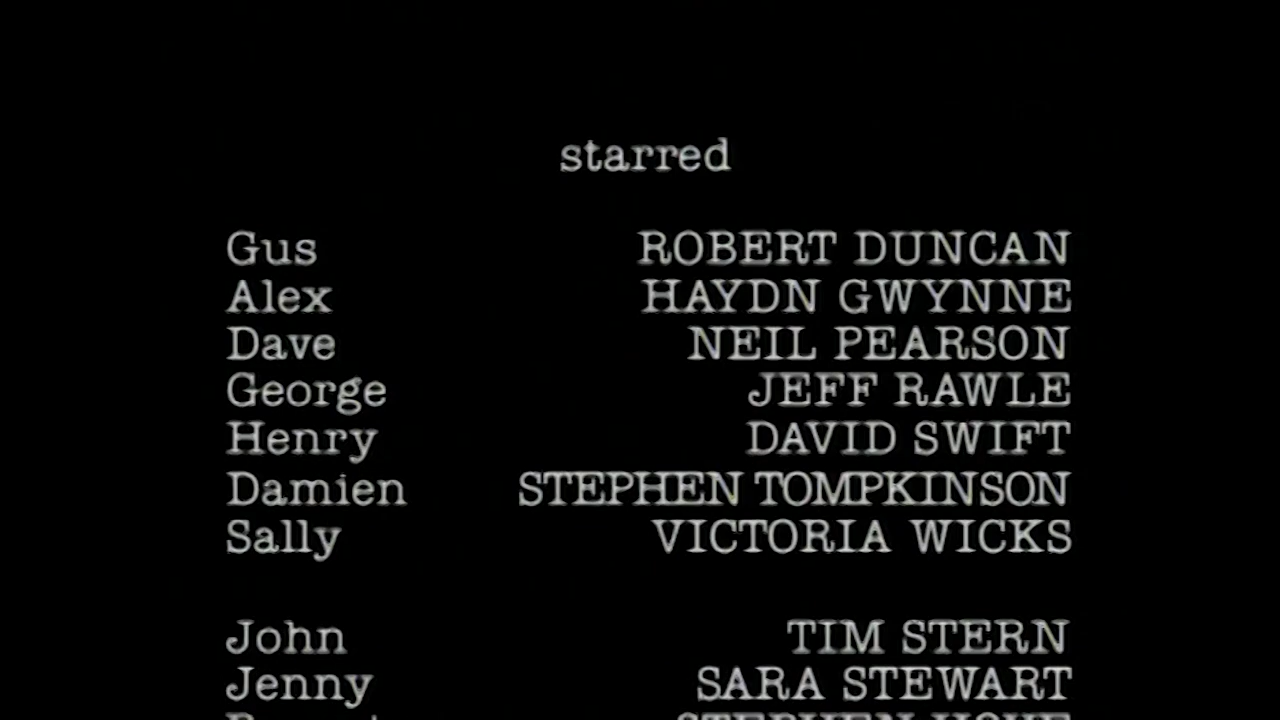 starred
Gus ROBERT DUNCAN
Alex HAYDN GWYNNE
Dave NEIL PEARSON
George JEFF RAWLE
Henry DAVID SWIFT
Damien STEPHEN TOMPKINSON
Sally VICTORIA WICKS
John TIM STERN
Jenny SARA STEWART